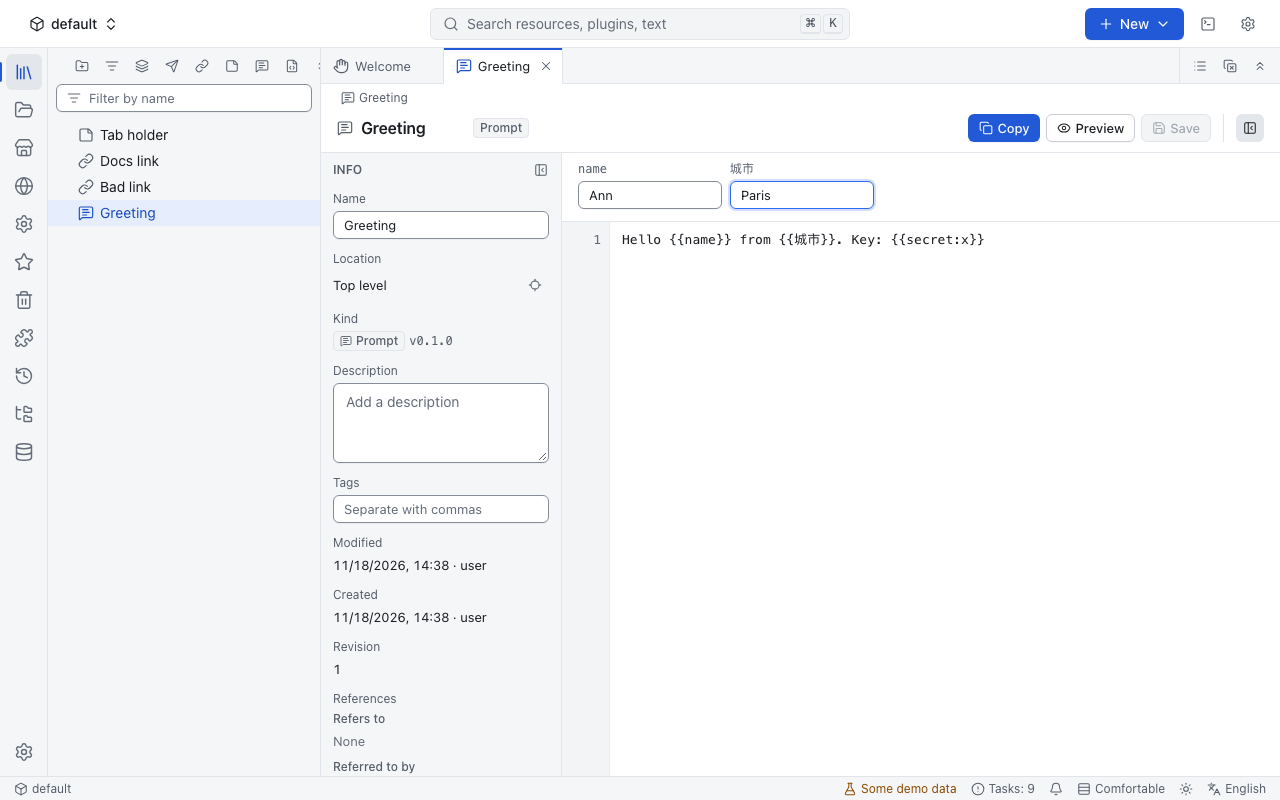 default
Search resources, plugins, text
⌘ K
New
Filter by name
Tab holder
Docs link
Bad link
Greeting
Welcome
Greeting
Greeting
Greeting
Prompt
Copy
Preview
Save
INFO
Name
Greeting
Location
Top level
Kind
Prompt v0.1.0
Description
Add a description
Tags
Separate with commas
Modified
11/18/2026, 14:38 · user
Created
11/18/2026, 14:38 · user
Revision
1
References
Refers to
None
Referred to by
name
城市
Ann
Paris
1
Hello {{name}} from {{城市}}. Key: {{secret:x}}
default
Some demo data
Tasks: 9
Comfortable
English